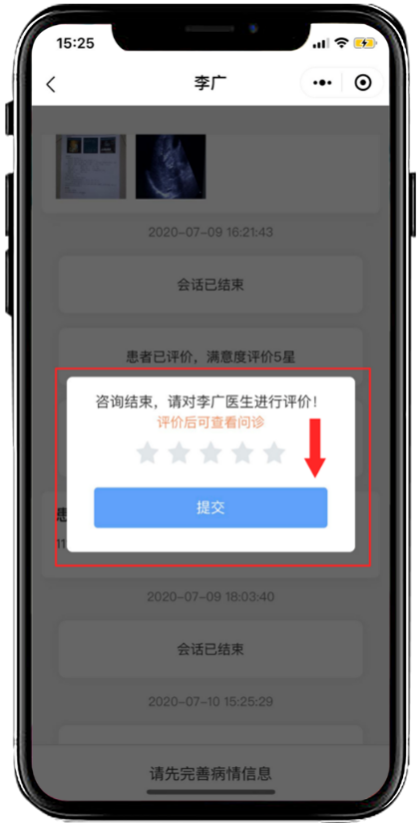 15:25
李广
2020-07-09 16:21:43
会话已结束
患者已评价，满意度评价5星
咨询结束，请对李广医生进行评价！
评价后可查看问诊
提交
患
11
2020-07-09 18:03:40
会话已结束
2020-07-10 15:25:29
请先完善病情信息